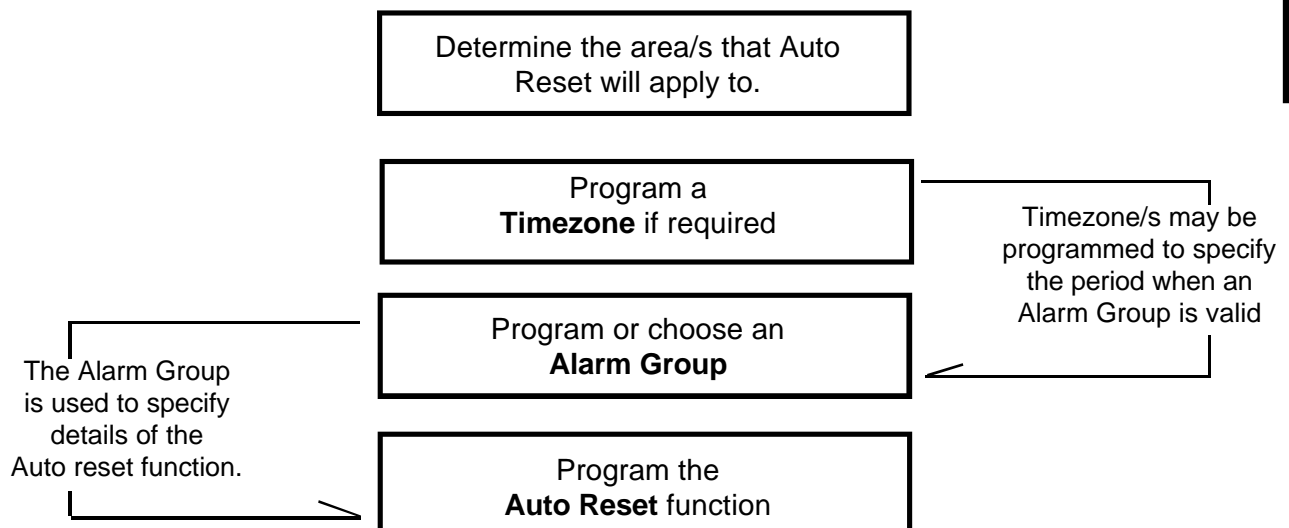 Determine the area/s that Auto
Reset will apply to.
Program a
Timezone if required
Timezone/s may be
programmed to specify
the period when an
Alarm Group is valid
Program or choose an
Alarm Group
The Alarm Group
is used to specify
details of the
Auto reset function.
Program the
Auto Reset function